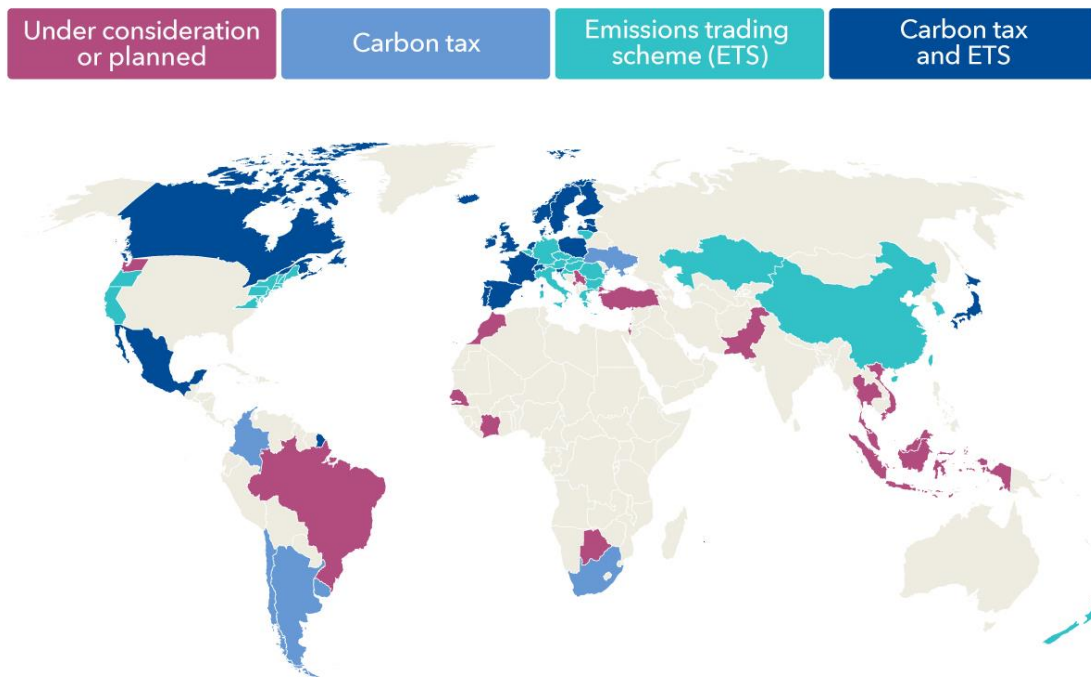 Under consideration
or planned
Carbon tax
Emissions trading
scheme (ETS)
Carbon tax
and ETS